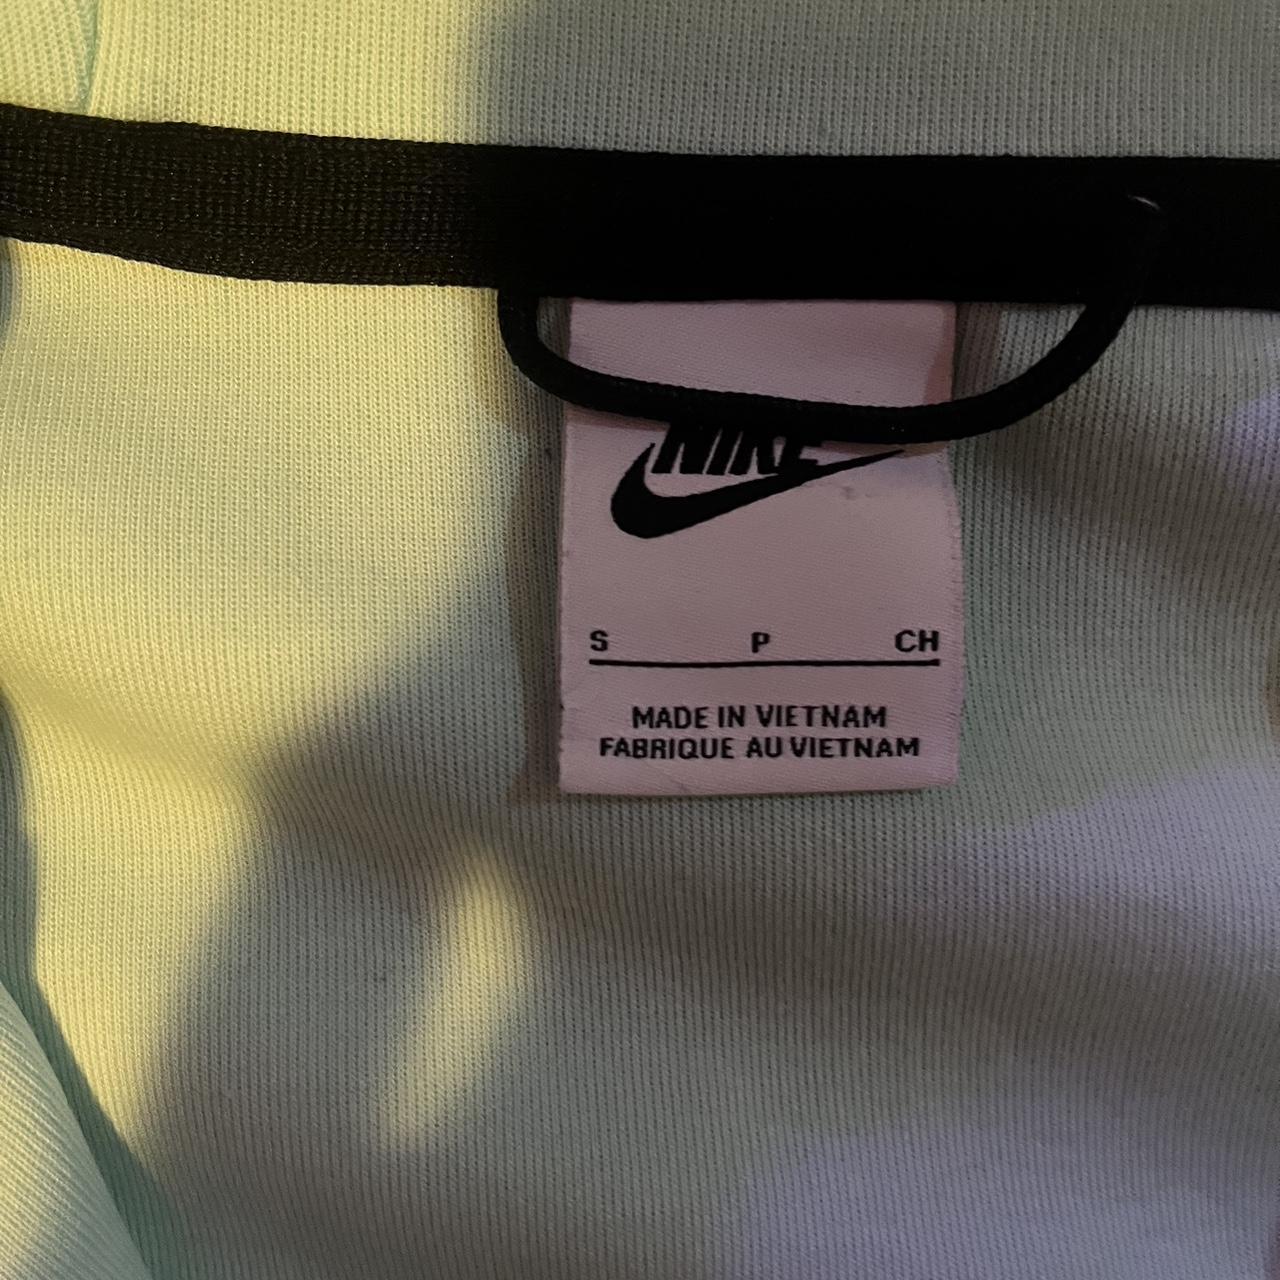 NIKE
S P CH
MADE IN VIETNAM
FABRIQUE AU VIETNAM